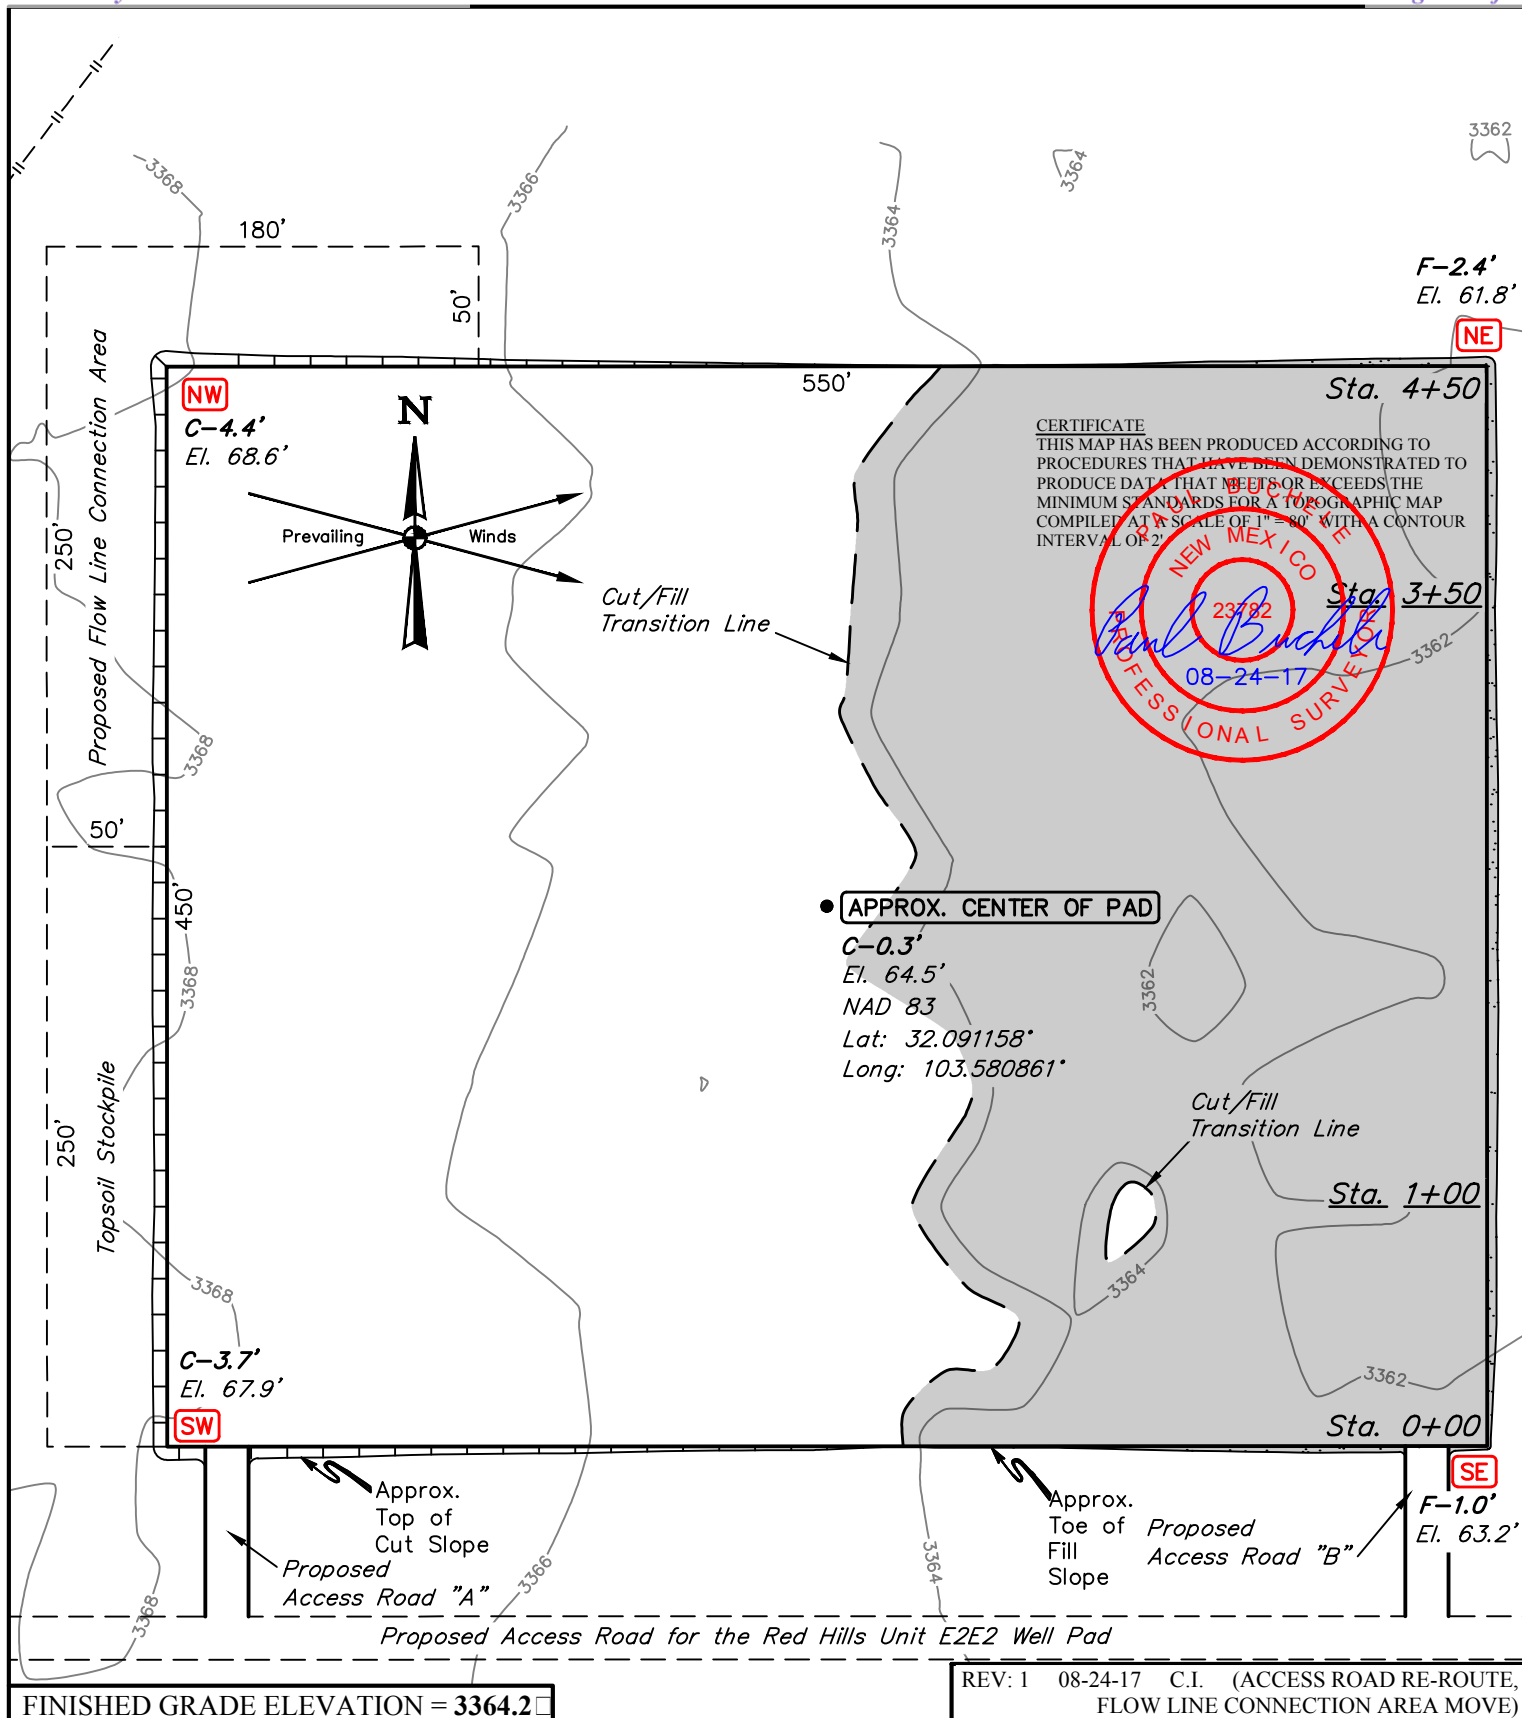 3362
3364
3366
3368
3364
180'
50'
F-2.4'
El. 61.8'
NE
550'
Sta. 4+50
NW
C-4.4'
El. 68.6'
N
Prevailing Winds
CERTIFICATE
THIS MAP HAS BEEN PRODUCED ACCORDING TO
PROCEDURES THAT HAVE BEEN DEMONSTRATED TO
PRODUCE DATA THAT MEETS OR EXCEEDS THE
MINIMUM STANDARDS FOR A TOPOGRAPHIC MAP
COMPILED AT A SCALE OF 1" = 80' WITH A CONTOUR
INTERVAL OF 2'.
PAUL BUCHELE
NEW MEXICO
23782
Paul Buchele
08-24-17
PROFESSIONAL SURVEYOR
Sta. 3+50
3362
Proposed Flow Line Connection Area
250'
Cut/Fill
Transition Line
3368
50'
450'
APPROX. CENTER OF PAD
C-0.3'
El. 64.5'
NAD 83
Lat: 32.091158°
Long: 103.580861°
3362
3368
Topsoil Stockpile
250'
Cut/Fill
Transition Line
Sta. 1+00
3364
3368
C-3.7'
El. 67.9'
SW
3362
Sta. 0+00
SE
F-1.0'
El. 63.2'
Approx.
Top of
Cut Slope
Approx.
Toe of
Fill
Slope
Proposed
Access Road "B"
Proposed
Access Road "A"
3366
3364
3368
Proposed Access Road for the Red Hills Unit E2E2 Well Pad
REV: 1 08-24-17 C.I. (ACCESS ROAD RE-ROUTE,
FLOW LINE CONNECTION AREA MOVE)
FINISHED GRADE ELEVATION = 3364.2